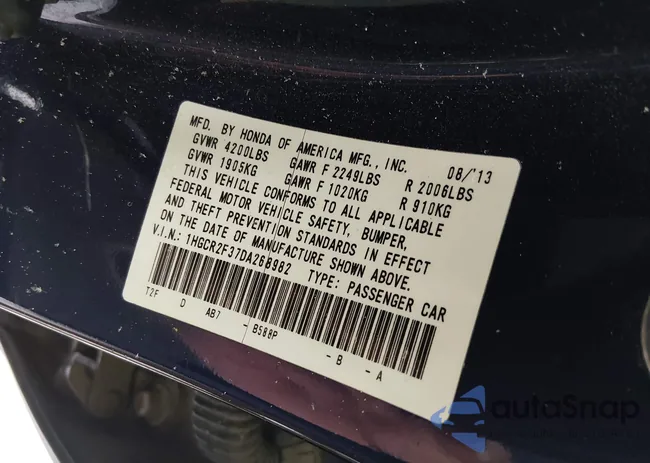 MFD. BY HONDA OF AMERICA MFG., INC. 08/'13
GVWR 4200LBS GAWR F 2249LBS R 2006LBS
GVWR 1905KG GAWR F 1020KG R 910KG
THIS VEHICLE CONFORMS TO ALL APPLICABLE
FEDERAL MOTOR VEHICLE SAFETY, BUMPER,
AND THEFT PREVENTION STANDARDS IN EFFECT
ON THE DATE OF MANUFACTURE SHOWN ABOVE.
V.I.N.: 1HGCR2F37DA268982 TYPE: PASSENGER CAR
T2F D AB7 - B588P - B - A
autoSnap